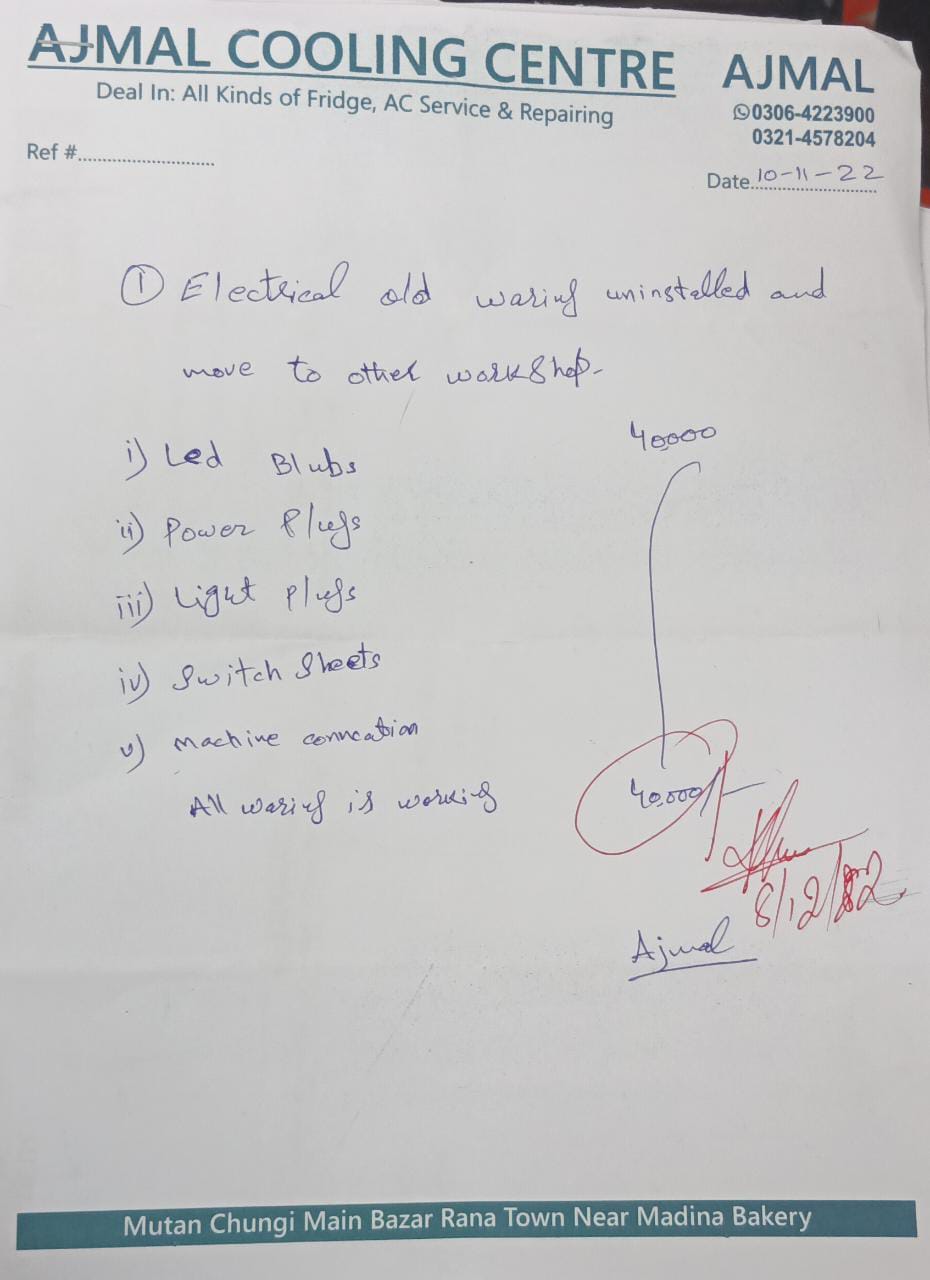 AJMAL COOLING CENTRE
Deal In: All Kinds of Fridge, AC Service & Repairing
AJMAL
0306-4223900
0321-4578204
Ref #..............................
Date 10-11-22
① Electrical old waring uninstalled and
move to other workshop-
40000
i) Led Blubs
ii) Power Plugs
iii) Light plugs
iv) Switch Sheets
v) Machine conncation
40,000/-
All waring is working
8/12/22
Ajmal
Mutan Chungi Main Bazar Rana Town Near Madina Bakery